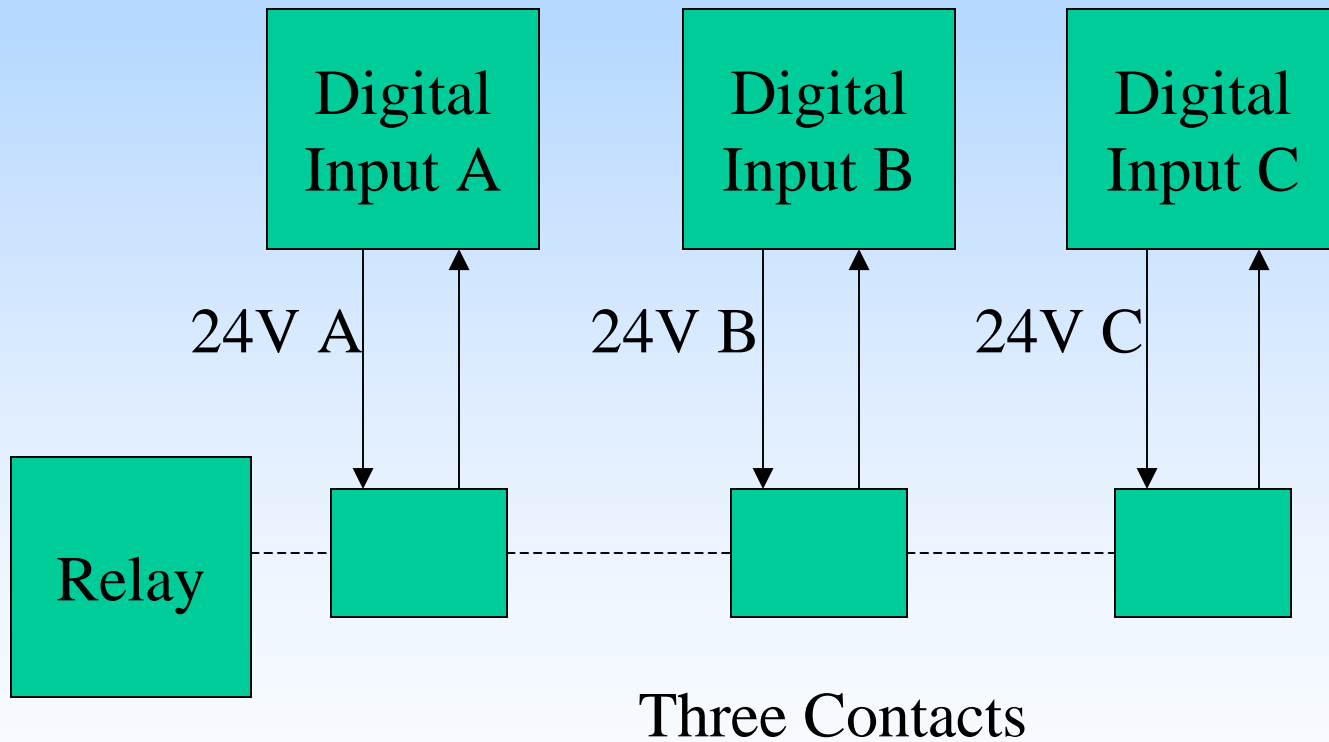 Digital
Input A
Digital
Input B
Digital
Input C
24V A
24V B
24V C
Relay
Three Contacts